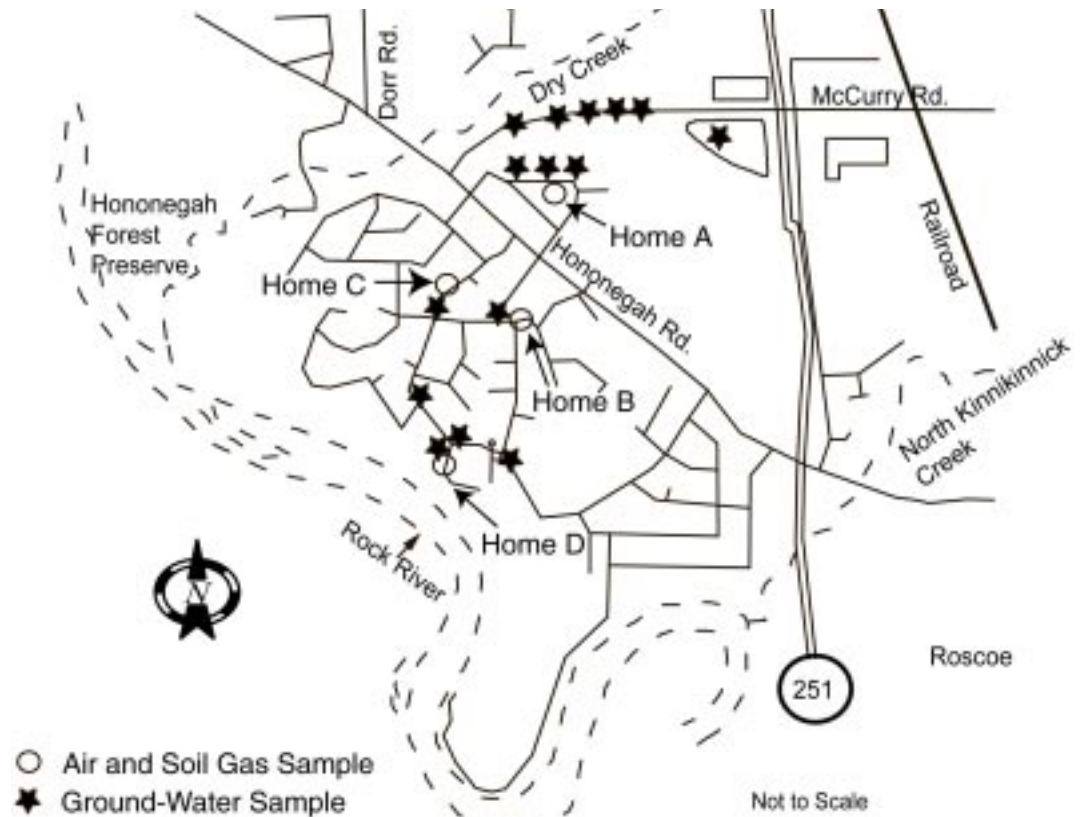 Dorr Rd.
Dry Creek
McCurry Rd.
Hononegah
Forest
Preserve
Home A
Railroad
Home C
Hononegah Rd.
Home B
North Kinnikinnick
Creek
Home D
Rock River
N
Roscoe
251
Air and Soil Gas Sample
Ground-Water Sample
Not to Scale